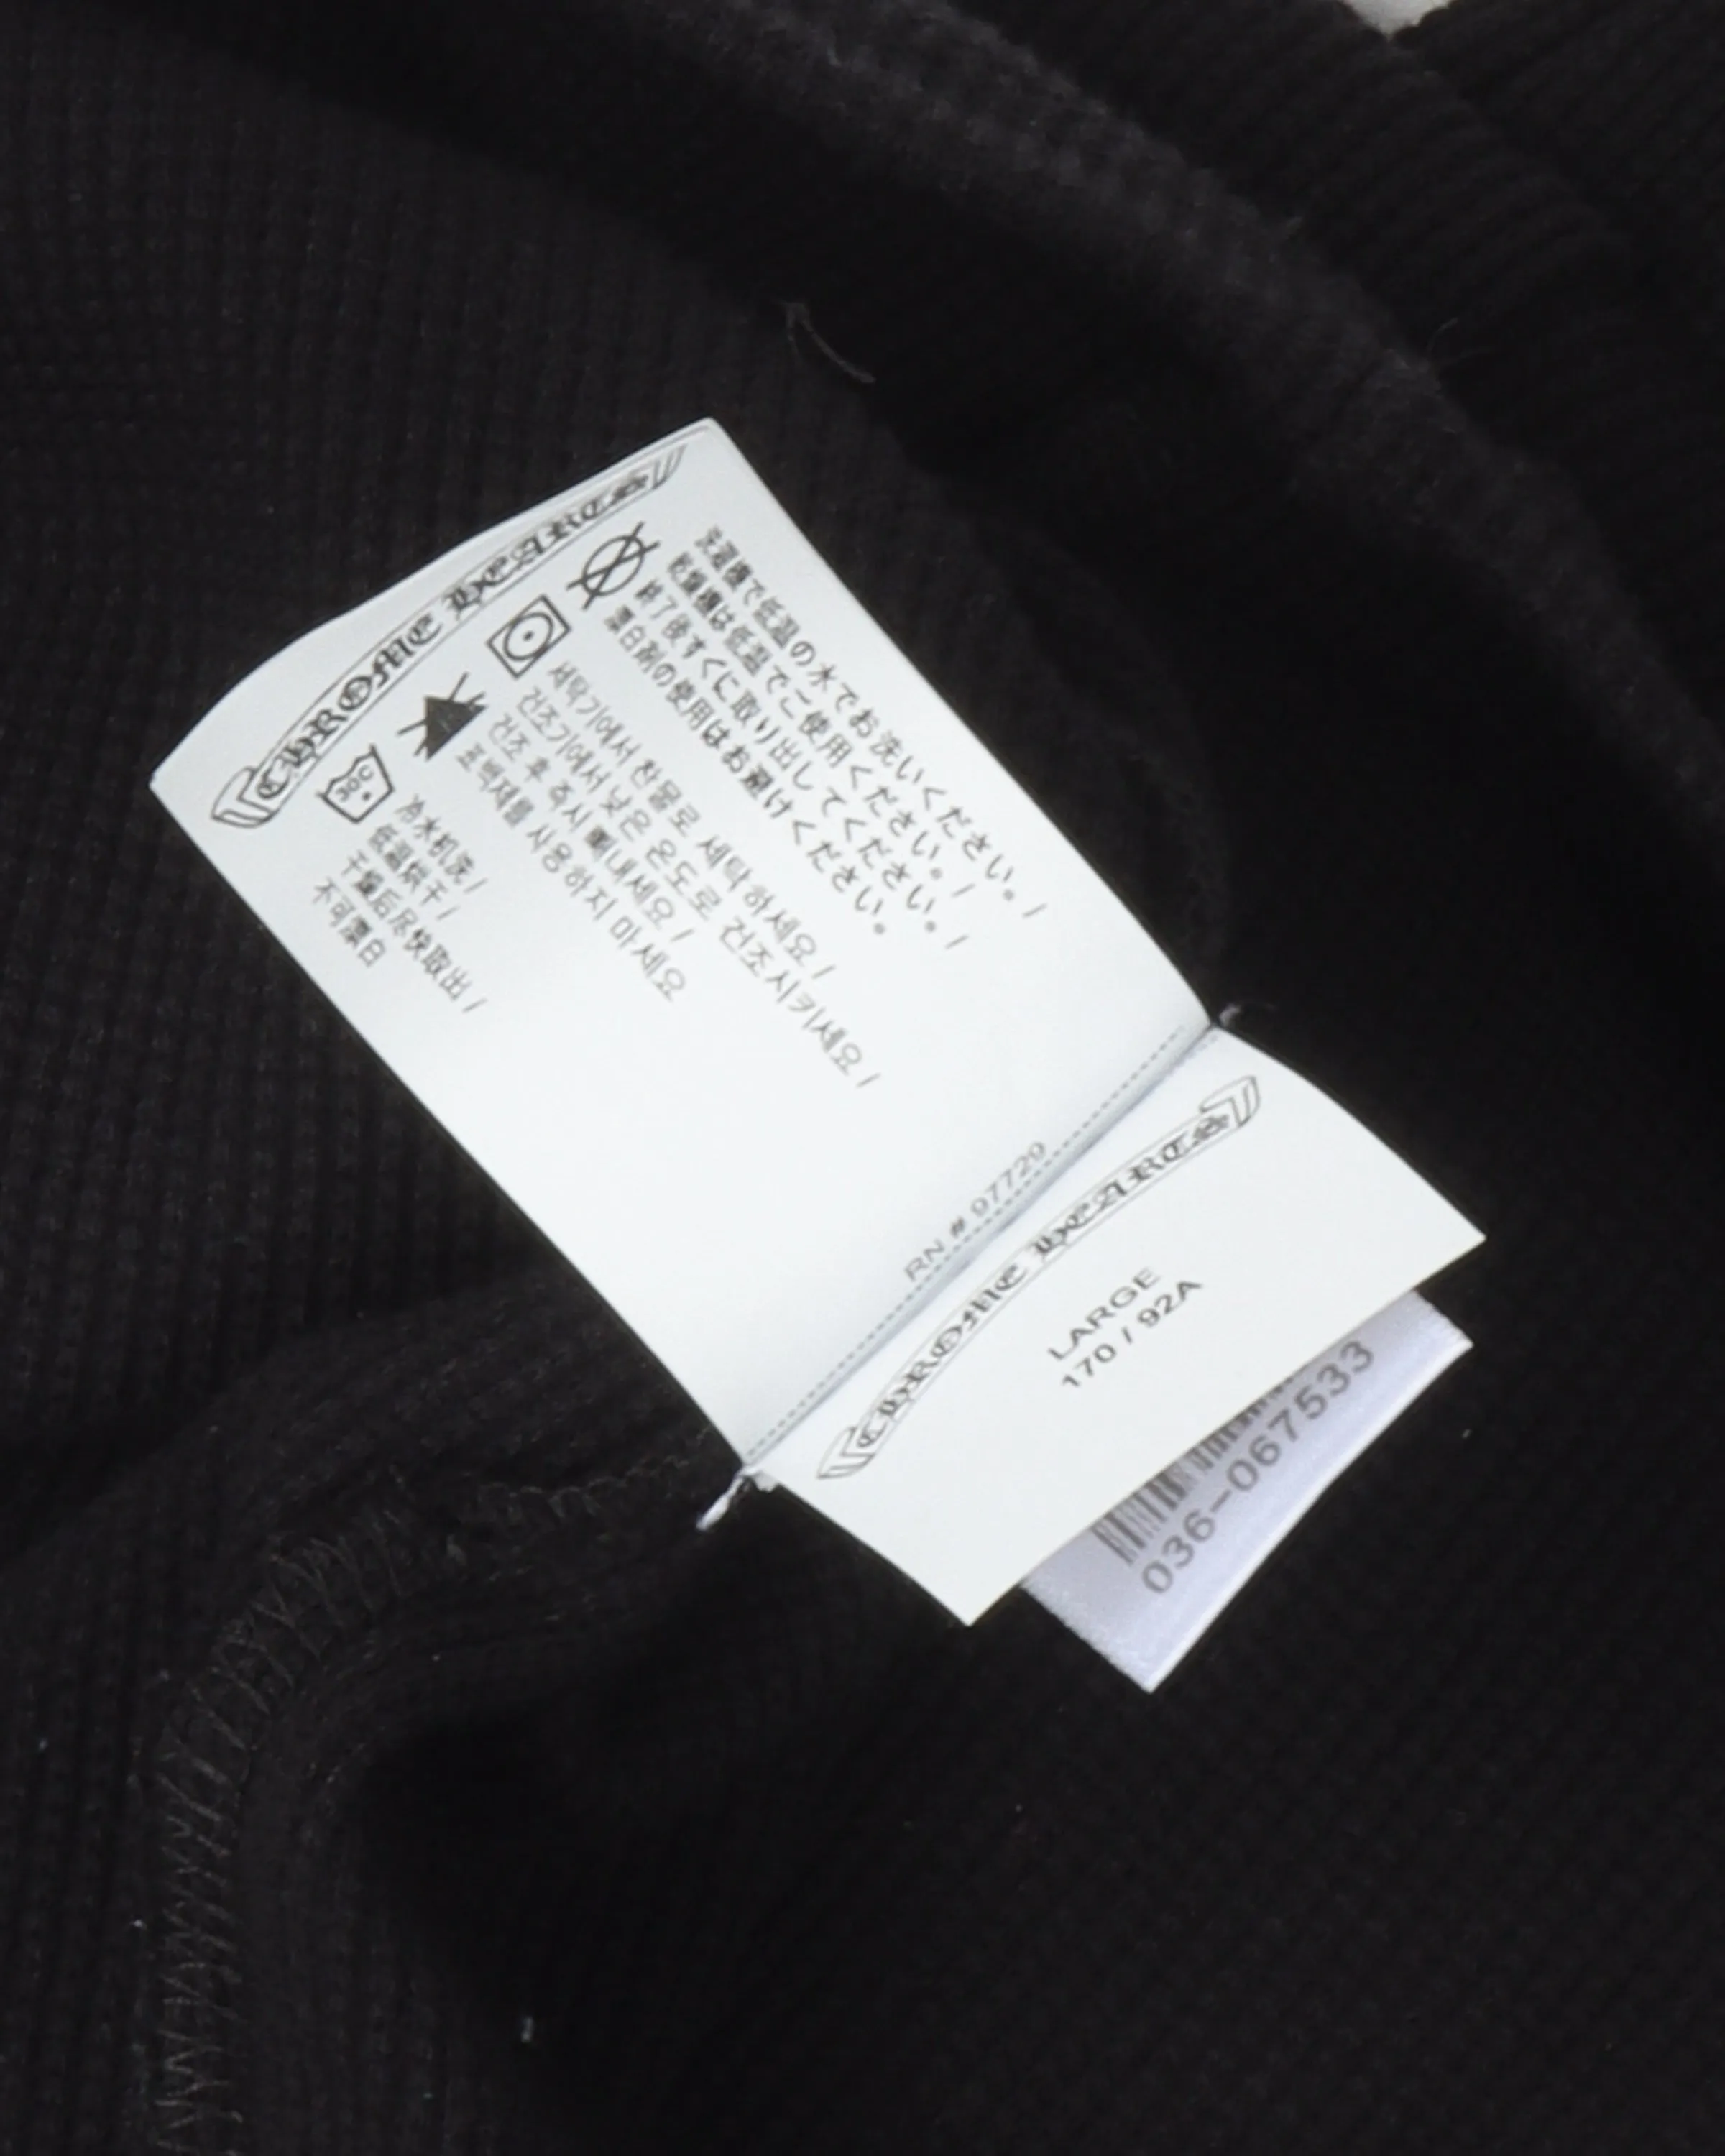 CHROME HEARTS
洗濯機で低温の水でお洗いください。/
乾燥機は低温でご使用ください。/
終了後すぐに取り出してください。/
漂白剤の使用はお避けください。
세탁기에서 찬물로 세탁 하세요 /
건조기에서 낮은 온도로 건조시키세요 /
건조 후 즉시 꺼내세요 /
표백제를 사용하지 마세요
30C
冷水机洗 /
低温烘干 /
干燥后尽快取出 /
不可漂白
RN # 97729
CHROME HEARTS
LARGE
170 / 92A
036-067533